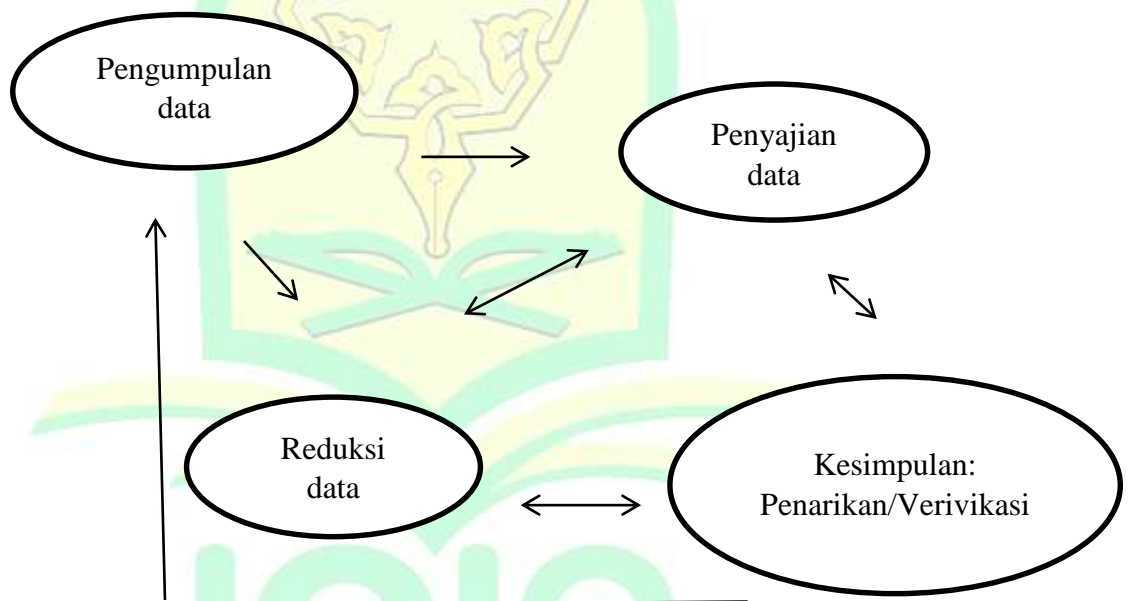 Pengumpulan
data
Penyajian
data
Reduksi
data
Kesimpulan:
Penarikan/Verivikasi